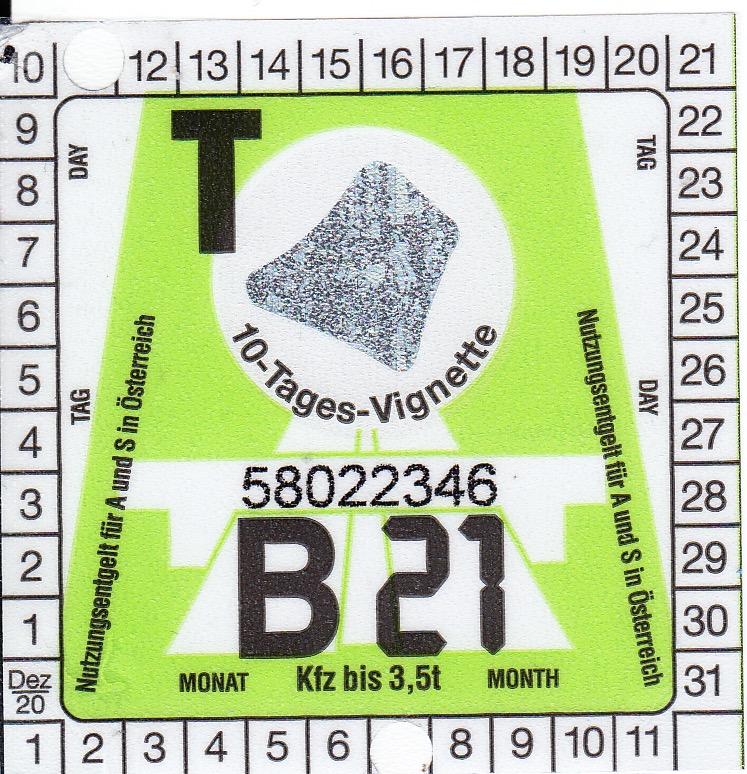 10 12 13 14 15 16 17 18 19 20 21
9
8
7
6
5
4
3
2
1
Dez
20
DAY
TAG
T
TAG
DAY
Nutzungsentgelt für A und S in Österreich
10-Tages-Vignette
Nutzungsentgelt für A und S in Österreich
58022346
B 21
MONAT Kfz bis 3,5t MONTH
22
23
24
25
26
27
28
29
30
31
1 2 3 4 5 6 8 9 10 11